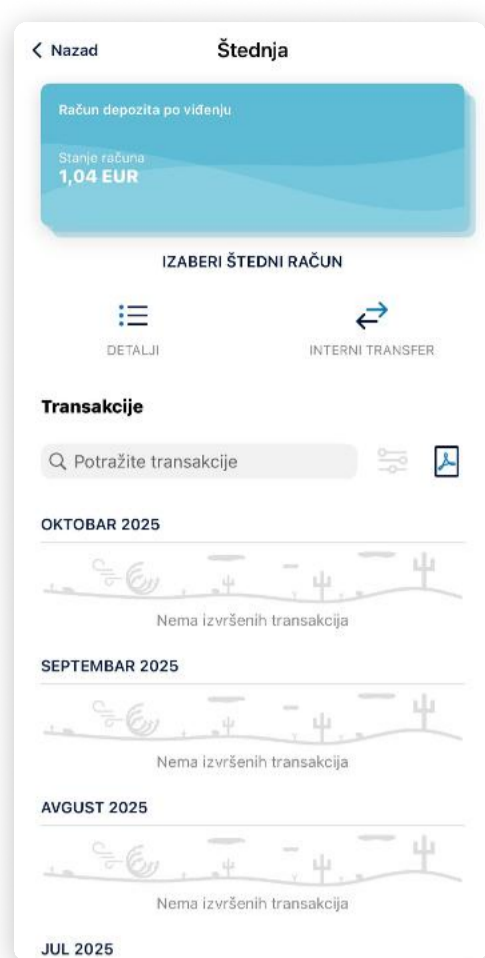 Nazad
Štednja
Račun depozita po viđenju
Stanje računa
1,04 EUR
IZABERI ŠTEDNI RAČUN
DETALJI
INTERNI TRANSFER
Transakcije
Potražite transakcije
OKTOBAR 2025
Nema izvršenih transakcija
SEPTEMBAR 2025
Nema izvršenih transakcija
AVGUST 2025
Nema izvršenih transakcija
JUL 2025